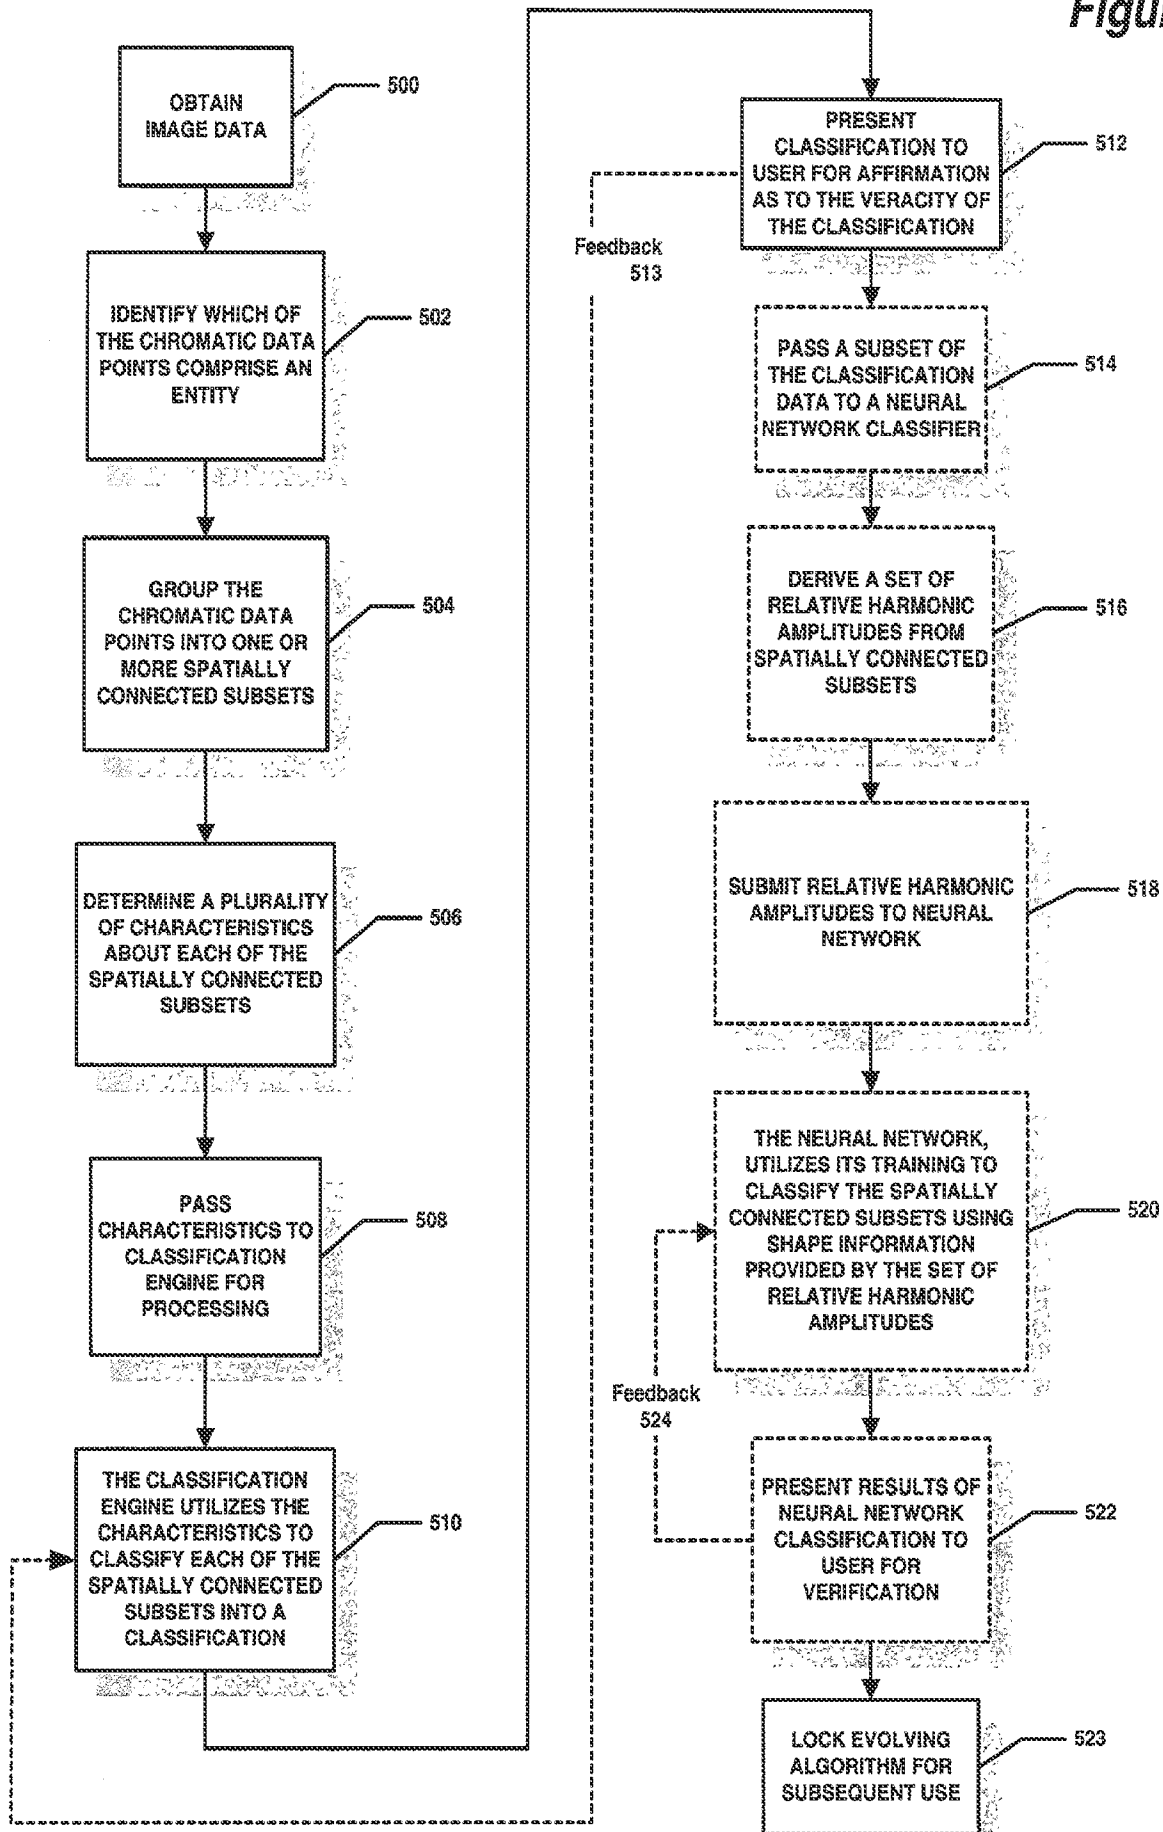 OBTAIN
IMAGE DATA
500
IDENTIFY WHICH OF
THE CHROMATIC DATA
POINTS COMPRISE AN
ENTITY
502
GROUP THE
CHROMATIC DATA
POINTS INTO ONE OR
MORE SPATIALLY
CONNECTED SUBSETS
504
DETERMINE A PLURALITY
OF CHARACTERISTICS
ABOUT EACH OF THE
SPATIALLY CONNECTED
SUBSETS
506
PASS
CHARACTERISTICS TO
CLASSIFICATION
ENGINE FOR
PROCESSING
508
THE CLASSIFICATION
ENGINE UTILIZES THE
CHARACTERISTICS TO
CLASSIFY EACH OF THE
SPATIALLY CONNECTED
SUBSETS INTO A
CLASSIFICATION
510
PRESENT
CLASSIFICATION TO
USER FOR AFFIRMATION
AS TO THE VERACITY OF
THE CLASSIFICATION
512
Feedback
513
PASS A SUBSET OF
THE CLASSIFICATION
DATA TO A NEURAL
NETWORK CLASSIFIER
514
DERIVE A SET OF
RELATIVE HARMONIC
AMPLITUDES FROM
SPATIALLY CONNECTED
SUBSETS
516
SUBMIT RELATIVE HARMONIC
AMPLITUDES TO NEURAL
NETWORK
518
THE NEURAL NETWORK,
UTILIZES ITS TRAINING TO
CLASSIFY THE SPATIALLY
CONNECTED SUBSETS USING
SHAPE INFORMATION
PROVIDED BY THE SET OF
RELATIVE HARMONIC
AMPLITUDES
520
Feedback
524
PRESENT RESULTS OF
NEURAL NETWORK
CLASSIFICATION TO
USER FOR
VERIFICATION
522
LOCK EVOLVING
ALGORITHM FOR
SUBSEQUENT USE
523